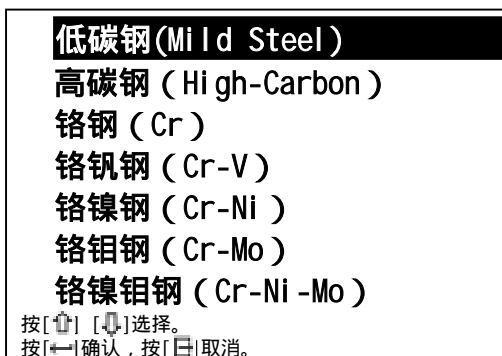 低碳钢(Mild Steel)
高碳钢（High-Carbon）
铬钢（Cr）
铬钒钢（Cr-V）
铬镍钢（Cr-Ni）
铬钼钢（Cr-Mo）
铬镍钼钢（Cr-Ni-Mo）
按[⇧] [⇩]选择。
按[↵]确认，按[]取消。